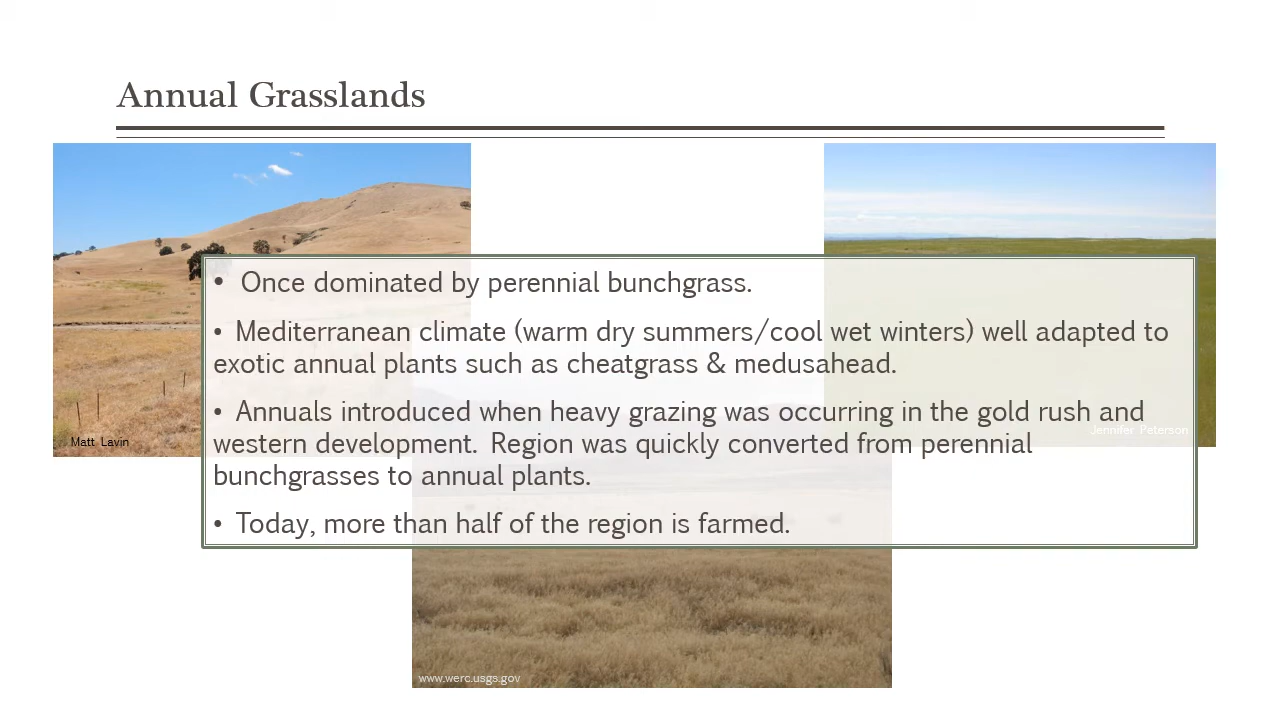 Annual Grasslands
• Once dominated by perennial bunchgrass.
• Mediterranean climate (warm dry summers/cool wet winters) well adapted to
exotic annual plants such as cheatgrass & medusahead.
• Annuals introduced when heavy grazing was occurring in the gold rush and
western development. Region was quickly converted from perennial
bunchgrasses to annual plants.
• Today, more than half of the region is farmed.
Matt Lavin
Jennifer Peterson
www.werc.usgs.gov